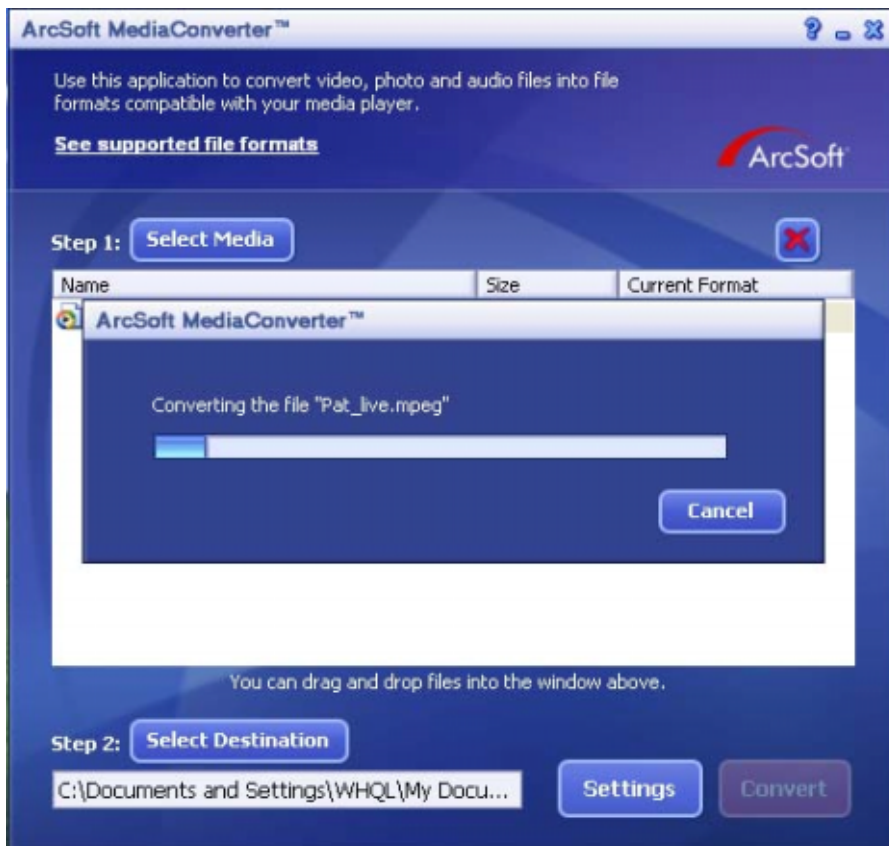 ArcSoft MediaConverter™
Use this application to convert video, photo and audio files into file
formats compatible with your media player.
See supported file formats
ArcSoft
Step 1: Select Media
Name Size Current Format
ArcSoft MediaConverter™
Converting the file "Pat_live.mpeg"
Cancel
You can drag and drop files into the window above.
Step 2: Select Destination
C:\Documents and Settings\WHQL\My Docu...
Settings Convert